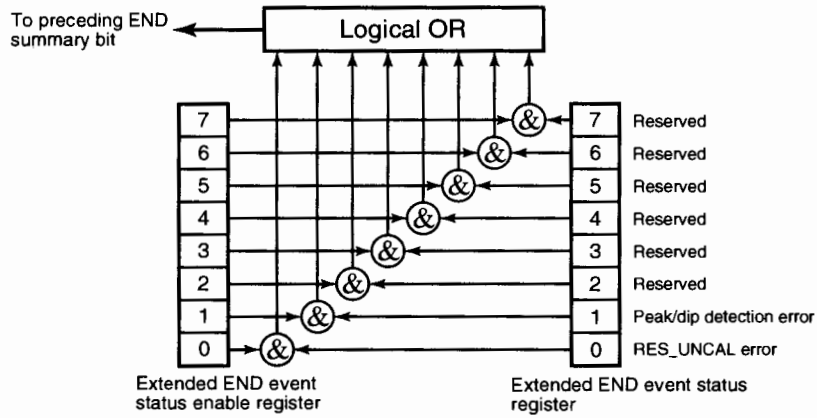 To preceding END
summary bit
Logical OR
7 & 7 Reserved
6 & 6 Reserved
5 & 5 Reserved
4 & 4 Reserved
3 & 3 Reserved
2 & 2 Reserved
1 & 1 Peak/dip detection error
0 & 0 RES_UNCAL error
Extended END event
status enable register
Extended END event status
register